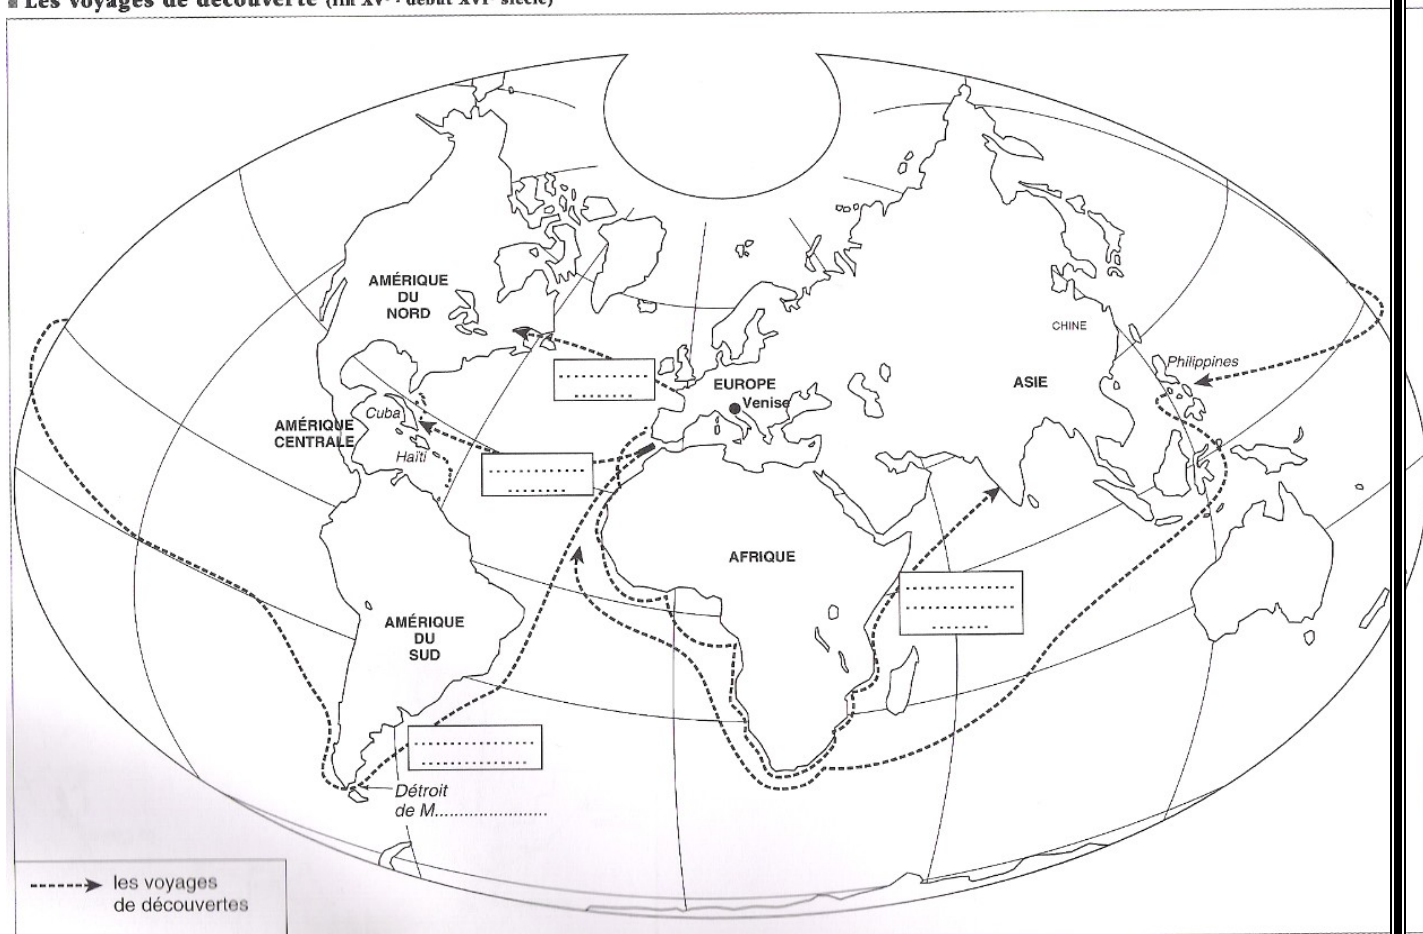 Les voyages de découverte (fin XVe - début XVIe siècle)
AMÉRIQUE
DU
NORD
CHINE
Philippines
EUROPE
ASIE
Venise
Cuba
AMÉRIQUE
CENTRALE
Haïti
AFRIQUE
AMÉRIQUE
DU
SUD
Détroit
de M.......................
les voyages
de découvertes